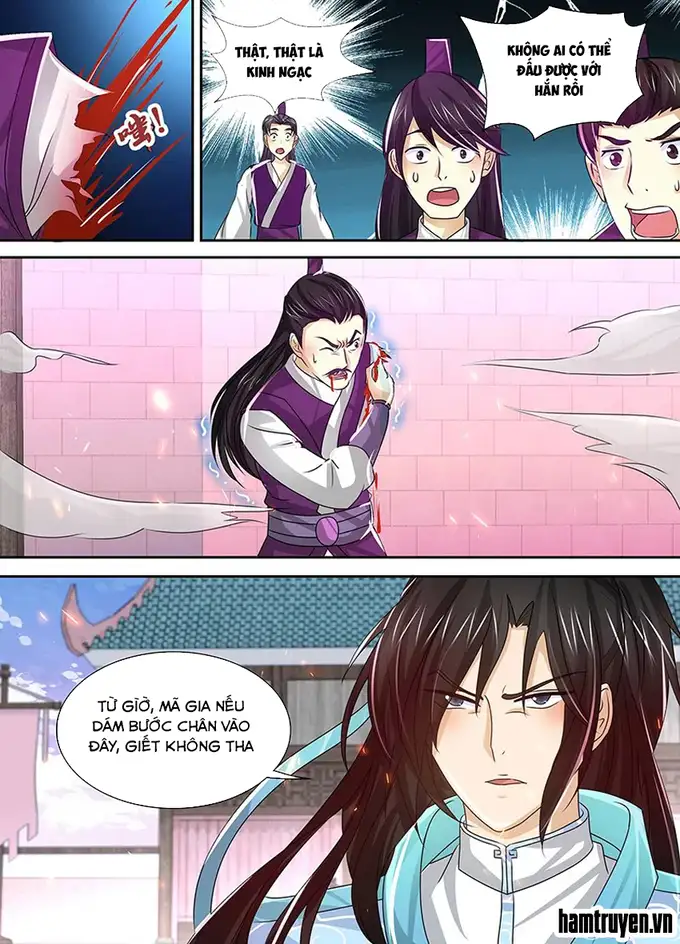 THẬT, THẬT LÀ
KINH NGẠC
KHÔNG AI CÓ THỂ
ĐẤU ĐƯỢC VỚI
HẮN RỒI
嗤!
TỪ GIỜ, MÃ GIA NẾU
DÁM BƯỚC CHÂN VÀO
ĐÂY, GIẾT KHÔNG THA
hamtruyen.vn